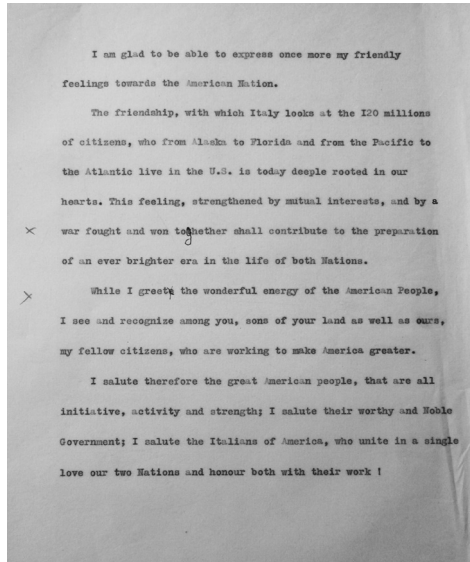 I am glad to be able to express once more my friendly
feelings towards the American Nation.
The friendship, with which Italy looks at the I20 millions
of citizens, who from Alaska to Florida and from the Pacific to
the Atlantic live in the U.S. is today deeple rooted in our
hearts. This feeling, strengthened by mutual interests, and by a
war fought and won toghether shall contribute to the preparation
of an ever brighter era in the life of both Nations.
While I greet the wonderful energy of the American People,
I see and recognise among you, sons of your land as well as ours,
my fellow citizens, who are working to make America greater.
I salute therefore the great American people, that are all
initiative, activity and strength; I salute their worthy and Noble
Government; I salute the Italians of America, who unite in a single
love our two Nations and honour both with their work !